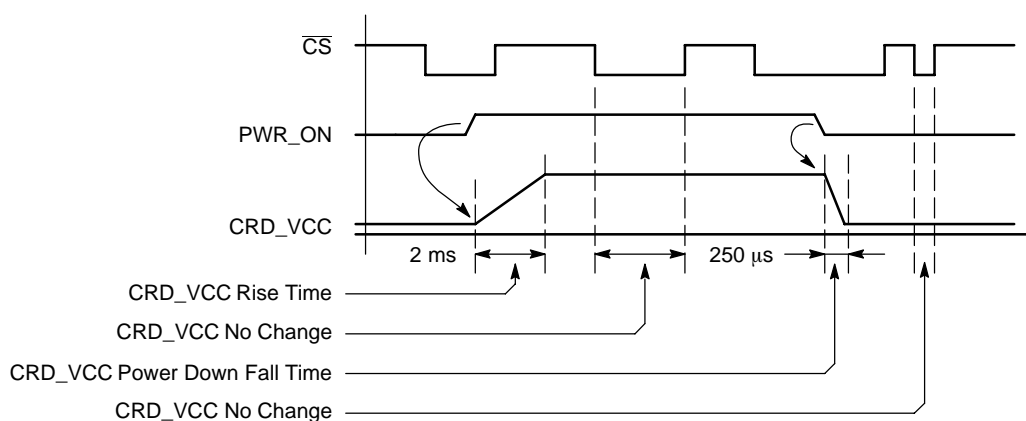 CS
PWR_ON
CRD_VCC
2 ms
250 μs
CRD_VCC Rise Time
CRD_VCC No Change
CRD_VCC Power Down Fall Time
CRD_VCC No Change